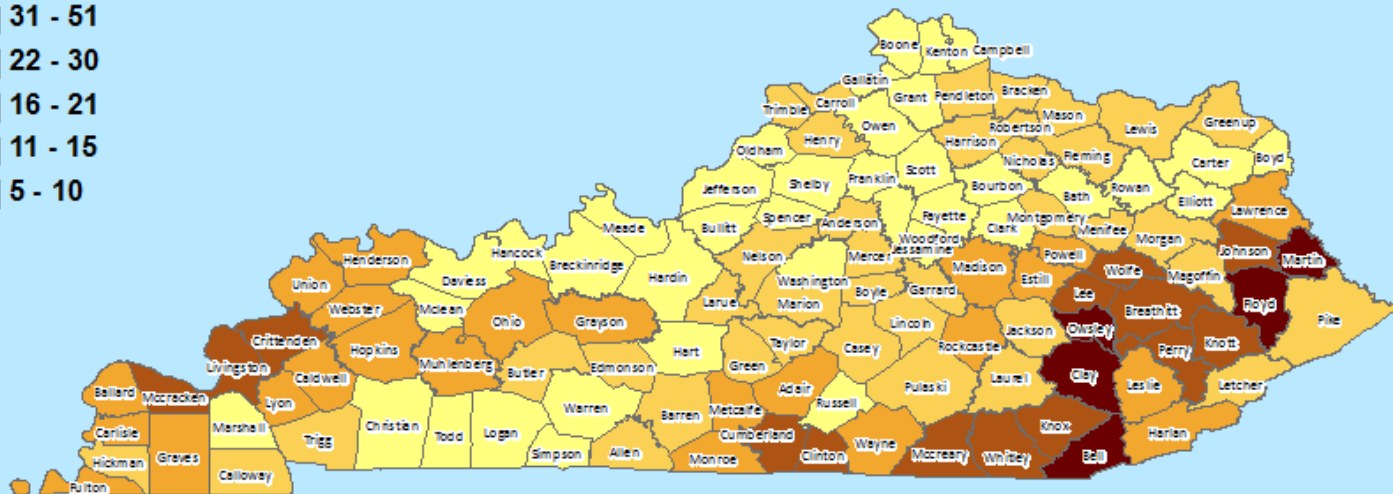 31 - 51
22 - 30
16 - 21
11 - 15
5 - 10
Boone
Kenton
Campbell
Gallatin
Grant
Pendleton
Bracken
Trimble
Carroll
Owen
Mason
Robertson
Lewis
Greenup
Henry
Harrison
Oldham
Nicholas
Fleming
Carter
Boyd
Jefferson
Shelby
Franklin
Scott
Bourbon
Bath
Rowan
Elliott
Lawrence
Bullitt
Spencer
Anderson
Fayette
Woodford
Clark
Montgomery
Menifee
Morgan
Meade
Hancock
Breckinridge
Hardin
Nelson
Mercer
Jessamine
Madison
Powell
Estill
Wolfe
Magoffin
Johnson
Martin
Henderson
Union
Daviess
Mclean
Webster
Ohio
Grayson
Larue
Washington
Marion
Boyle
Garrard
Lee
Breathitt
Floyd
Pike
Crittenden
Livingston
Hopkins
Muhlenberg
Butler
Edmonson
Hart
Green
Taylor
Casey
Lincoln
Rockcastle
Jackson
Owsley
Perry
Knott
Ballard
Mccracken
Caldwell
Lyon
Marshall
Trigg
Christian
Todd
Logan
Warren
Simpson
Allen
Barren
Metcalfe
Adair
Russell
Pulaski
Laurel
Clay
Leslie
Letcher
Carlisle
Hickman
Graves
Calloway
Fulton
Monroe
Cumberland
Clinton
Wayne
Mccreary
Whitley
Knox
Bell
Harlan